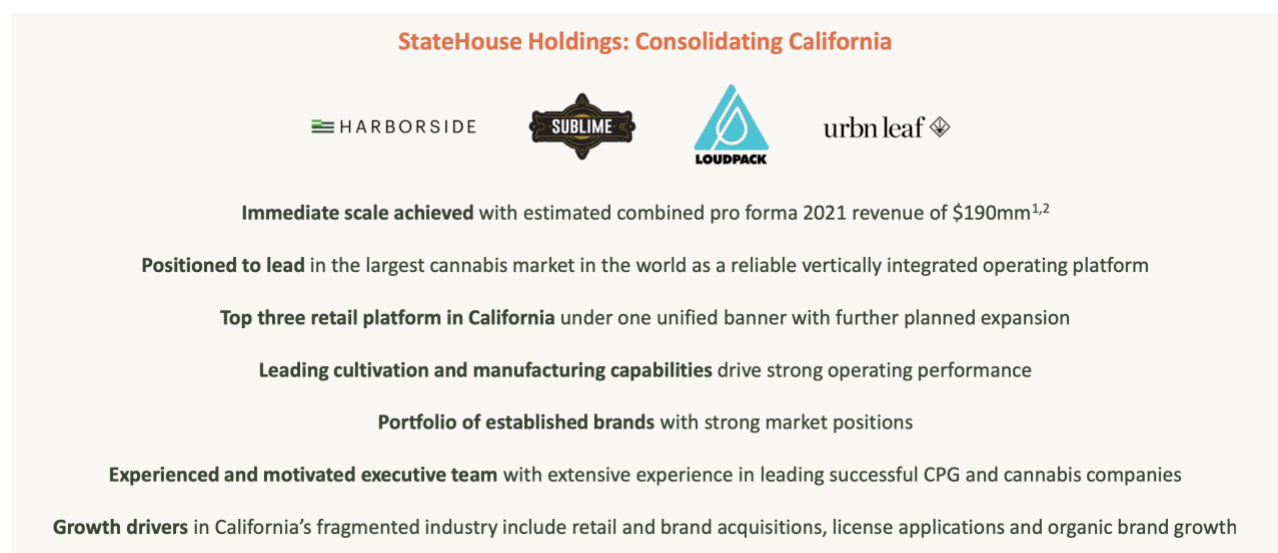 StateHouse Holdings: Consolidating California
HARBORSIDE
SUBLIME
LOUDPACK
urbn leaf
Immediate scale achieved with estimated combined pro forma 2021 revenue of $190mm1,2
Positioned to lead in the largest cannabis market in the world as a reliable vertically integrated operating platform
Top three retail platform in California under one unified banner with further planned expansion
Leading cultivation and manufacturing capabilities drive strong operating performance
Portfolio of established brands with strong market positions
Experienced and motivated executive team with extensive experience in leading successful CPG and cannabis companies
Growth drivers in California’s fragmented industry include retail and brand acquisitions, license applications and organic brand growth